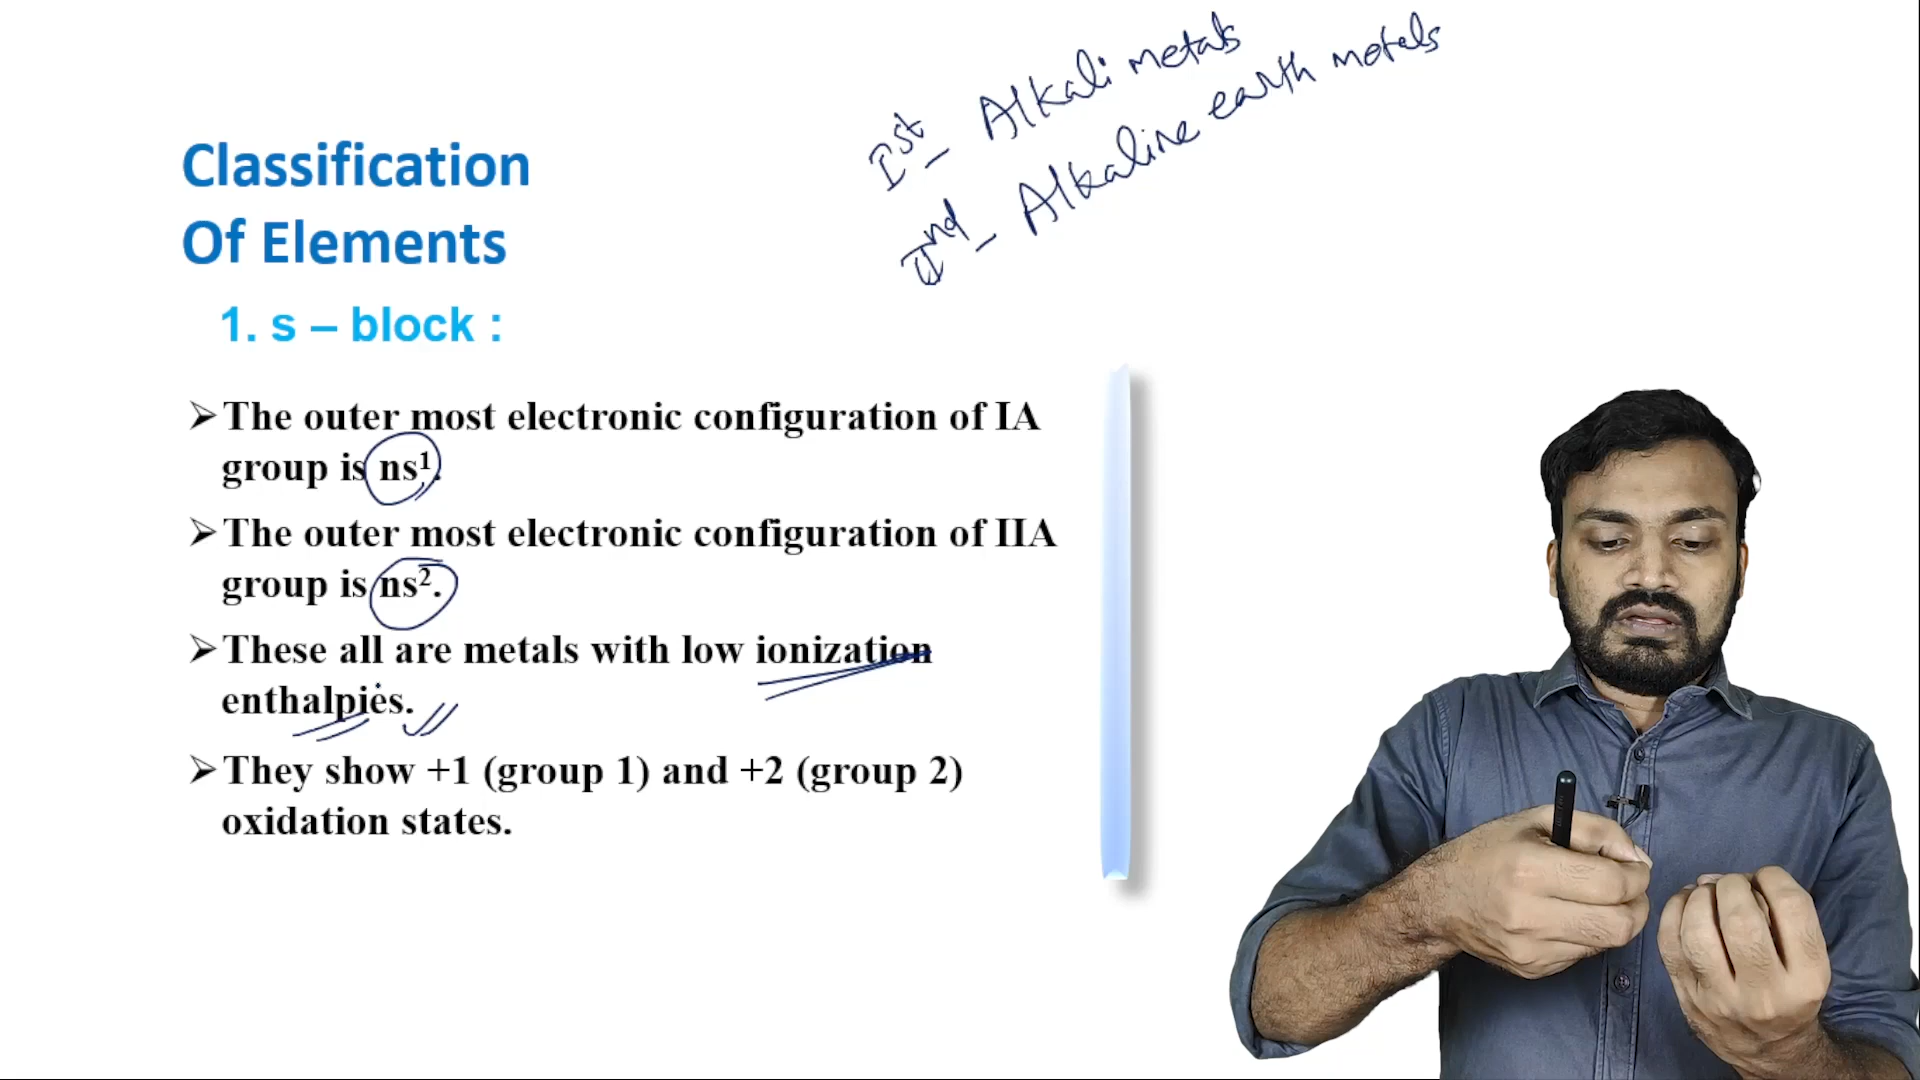 Ist - Alkali metals
IInd - Alkaline earth metals
Classification
Of Elements
1. s – block :
➢The outer most electronic configuration of IA
group is ns¹.
➢The outer most electronic configuration of IIA
group is ns².
➢These all are metals with low ionization
enthalpies.
➢They show +1 (group 1) and +2 (group 2)
oxidation states.